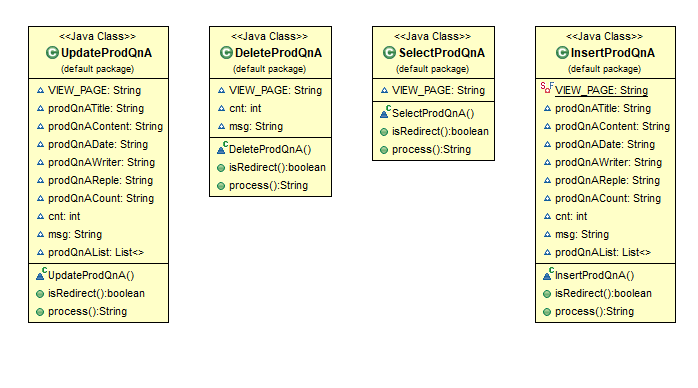 <<Java Class>>
UpdateProdQnA
(default package)
VIEW_PAGE: String
prodQnATitle: String
prodQnAContent: String
prodQnADate: String
prodQnAWriter: String
prodQnAReple: String
prodQnACount: String
cnt: int
msg: String
prodQnAList: List<>
UpdateProdQnA()
isRedirect():boolean
process():String
<<Java Class>>
DeleteProdQnA
(default package)
VIEW_PAGE: String
cnt: int
msg: String
DeleteProdQnA()
isRedirect():boolean
process():String
<<Java Class>>
SelectProdQnA
(default package)
VIEW_PAGE: String
SelectProdQnA()
isRedirect():boolean
process():String
<<Java Class>>
InsertProdQnA
(default package)
VIEW_PAGE: String
prodQnATitle: String
prodQnAContent: String
prodQnADate: String
prodQnAWriter: String
prodQnAReple: String
prodQnACount: String
cnt: int
msg: String
prodQnAList: List<>
InsertProdQnA()
isRedirect():boolean
process():String